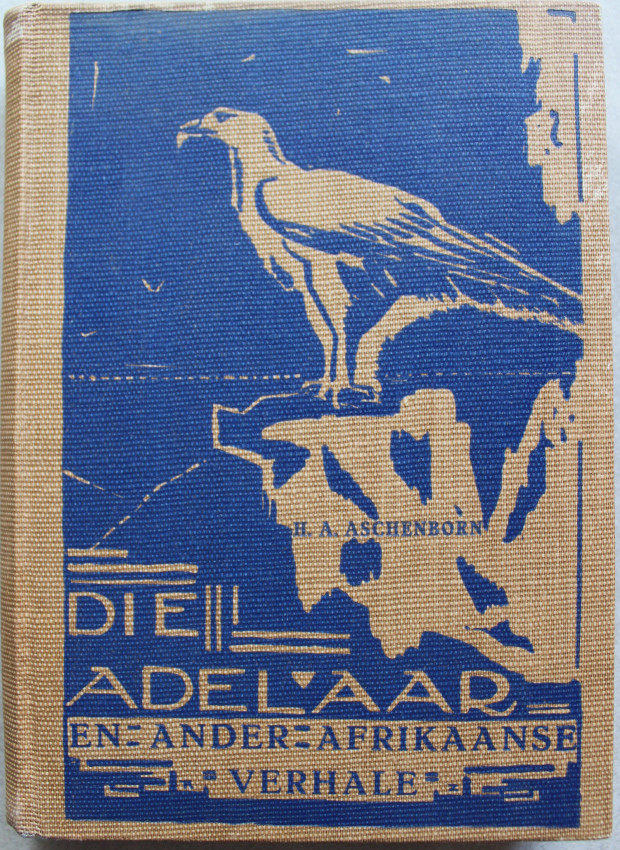 H. A. ASCHENBORN
DIE
ADELAAR
EN ANDER AFRIKAANSE
VERHALE